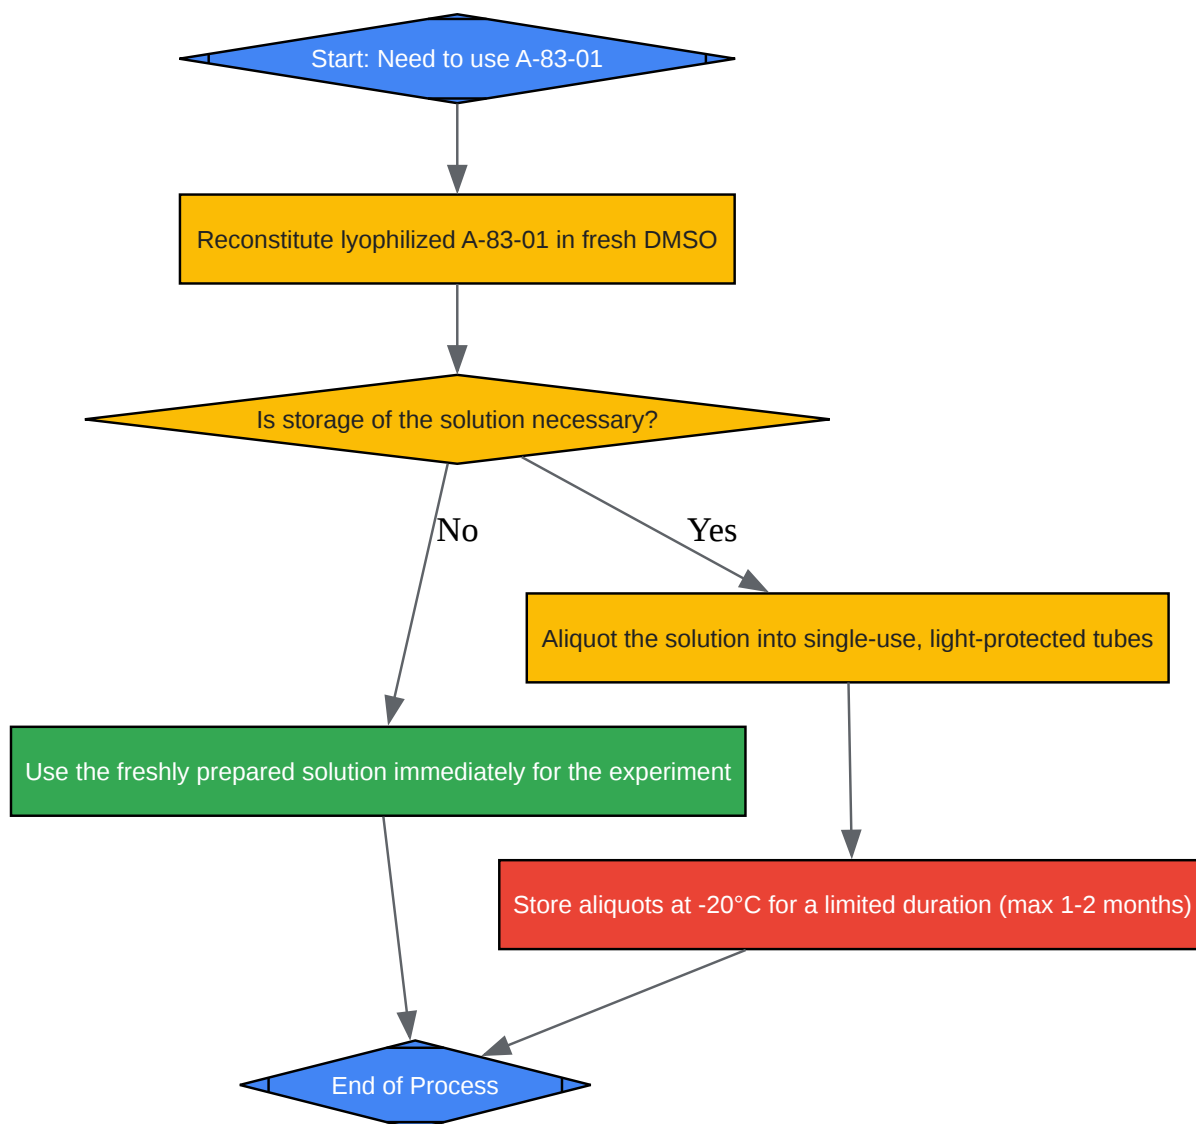 Start: Need to use A-83-01
Reconstitute lyophilized A-83-01 in fresh DMSO
Is storage of the solution necessary?
No
Yes
Aliquot the solution into single-use, light-protected tubes
Use the freshly prepared solution immediately for the experiment
Store aliquots at -20°C for a limited duration (max 1-2 months)
End of Process